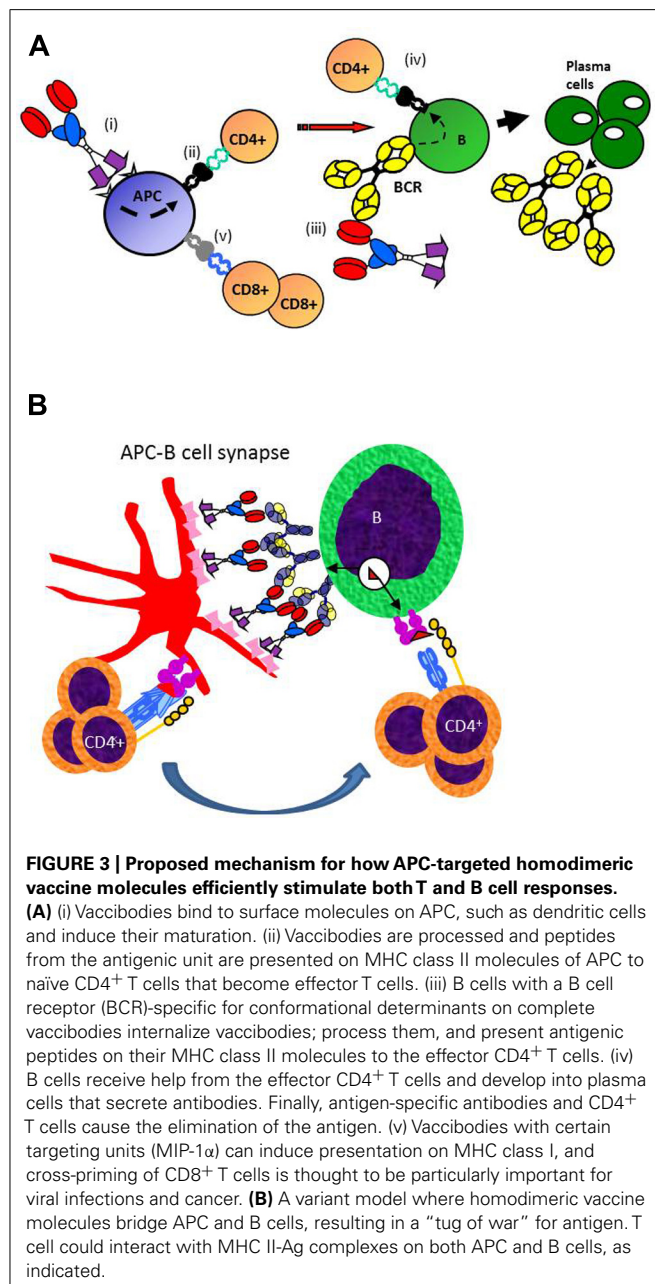 A
(i)
(ii)
CD4+
APC
(v)
CD8+
CD8+
(iv)
CD4+
B
BCR
(iii)
Plasma
cells
B
APC-B cell synapse
B
CD4+
CD4+
FIGURE 3 | Proposed mechanism for how APC-targeted homodimeric
vaccine molecules efficiently stimulate both T and B cell responses.
(A) (i) Vaccibodies bind to surface molecules on APC, such as dendritic cells
and induce their maturation. (ii) Vaccibodies are processed and peptides
from the antigenic unit are presented on MHC class II molecules of APC to
naïve CD4+ T cells that become effector T cells. (iii) B cells with a B cell
receptor (BCR)-specific for conformational determinants on complete
vaccibodies internalize vaccibodies; process them, and present antigenic
peptides on their MHC class II molecules to the effector CD4+ T cells. (iv)
B cells receive help from the effector CD4+ T cells and develop into plasma
cells that secrete antibodies. Finally, antigen-specific antibodies and CD4+
T cells cause the elimination of the antigen. (v) Vaccibodies with certain
targeting units (MIP-1α) can induce presentation on MHC class I, and
cross-priming of CD8+ T cells is thought to be particularly important for
viral infections and cancer. (B) A variant model where homodimeric vaccine
molecules bridge APC and B cells, resulting in a “tug of war” for antigen. T
cell could interact with MHC II-Ag complexes on both APC and B cells, as
indicated.